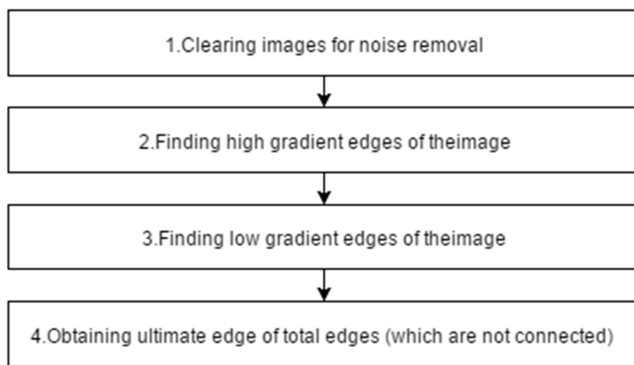 1.Clearing images for noise removal
2.Finding high gradient edges of theimage
3.Finding low gradient edges of theimage
4.Obtaining ultimate edge of total edges (which are not connected)